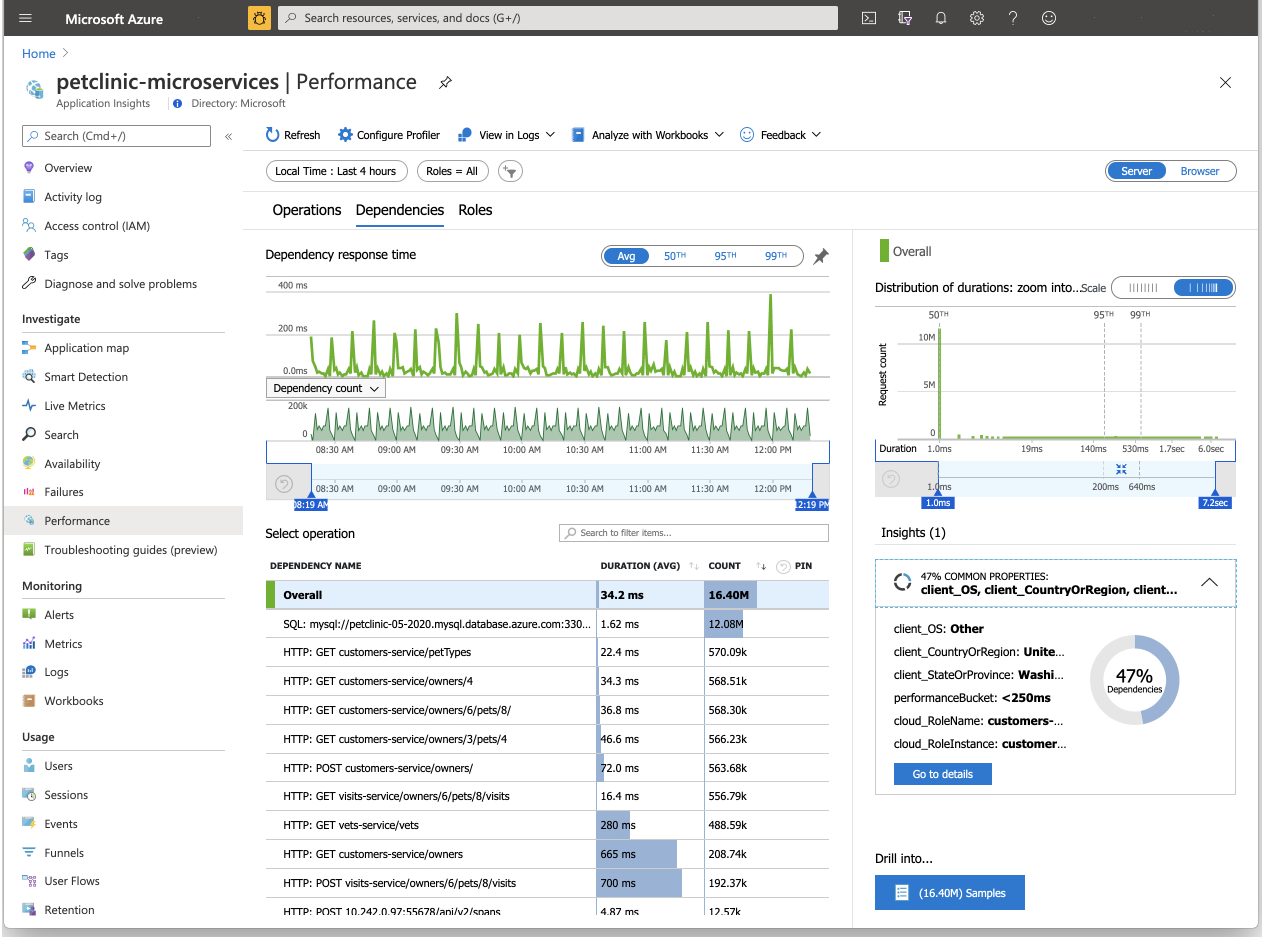 Microsoft Azure
Search resources, services, and docs (G+/)
Home
petclinic-microservices | Performance
Application Insights
Directory: Microsoft
Search (Cmd+/)
«
Overview
Activity log
Access control (IAM)
Tags
Diagnose and solve problems
Investigate
Application map
Smart Detection
Live Metrics
Search
Availability
Failures
Performance
Troubleshooting guides (preview)
Monitoring
Alerts
Metrics
Logs
Workbooks
Usage
Users
Sessions
Events
Funnels
User Flows
Retention
Refresh
Configure Profiler
View in Logs
Analyze with Workbooks
Feedback
Local Time : Last 4 hours
Roles = All
Server
Browser
Operations
Dependencies
Roles
Dependency response time
Avg
50TH
95TH
99TH
400 ms
200 ms
0.0ms
Dependency count
200k
0
08:30 AM 09:00 AM 09:30 AM 10:00 AM 10:30 AM 11:00 AM 11:30 AM 12:00 PM
08:30 AM 09:00 AM 09:30 AM 10:00 AM 10:30 AM 11:00 AM 11:30 AM 12:00 PM
08:19 AM
12:19 PM
Select operation
Search to filter items...
DEPENDENCY NAME DURATION (AVG) COUNT PIN
Overall 34.2 ms 16.40M
SQL: mysql://petclinic-05-2020.mysql.database.azure.com:330... 1.62 ms 12.08M
HTTP: GET customers-service/petTypes 22.4 ms 570.09k
HTTP: GET customers-service/owners/4 34.3 ms 568.51k
HTTP: GET customers-service/owners/6/pets/8/ 36.8 ms 568.30k
HTTP: GET customers-service/owners/3/pets/4 46.6 ms 566.23k
HTTP: POST customers-service/owners/ 72.0 ms 563.68k
HTTP: GET visits-service/owners/6/pets/8/visits 16.4 ms 556.79k
HTTP: GET vets-service/vets 280 ms 488.59k
HTTP: GET customers-service/owners 665 ms 208.74k
HTTP: POST visits-service/owners/6/pets/8/visits 700 ms 192.37k
HTTP: POST 10.242.0.97:55678/api/v2/spans 4.87 ms 12.57k
Overall
Distribution of durations: zoom into... Scale
50TH
95TH
99TH
Request count
10M
5M
0
Duration 1.0ms 19ms 140ms 530ms 1.7sec 6.0sec
1.0ms 200ms 640ms
1.0ms
7.2sec
Insights (1)
47% COMMON PROPERTIES:
client_OS, client_CountryOrRegion, client...
client_OS: Other
client_CountryOrRegion: Unite...
client_StateOrProvince: Washi...
performanceBucket: <250ms
cloud_RoleName: customers-...
cloud_RoleInstance: customer...
47%
Dependencies
Go to details
Drill into...
(16.40M) Samples